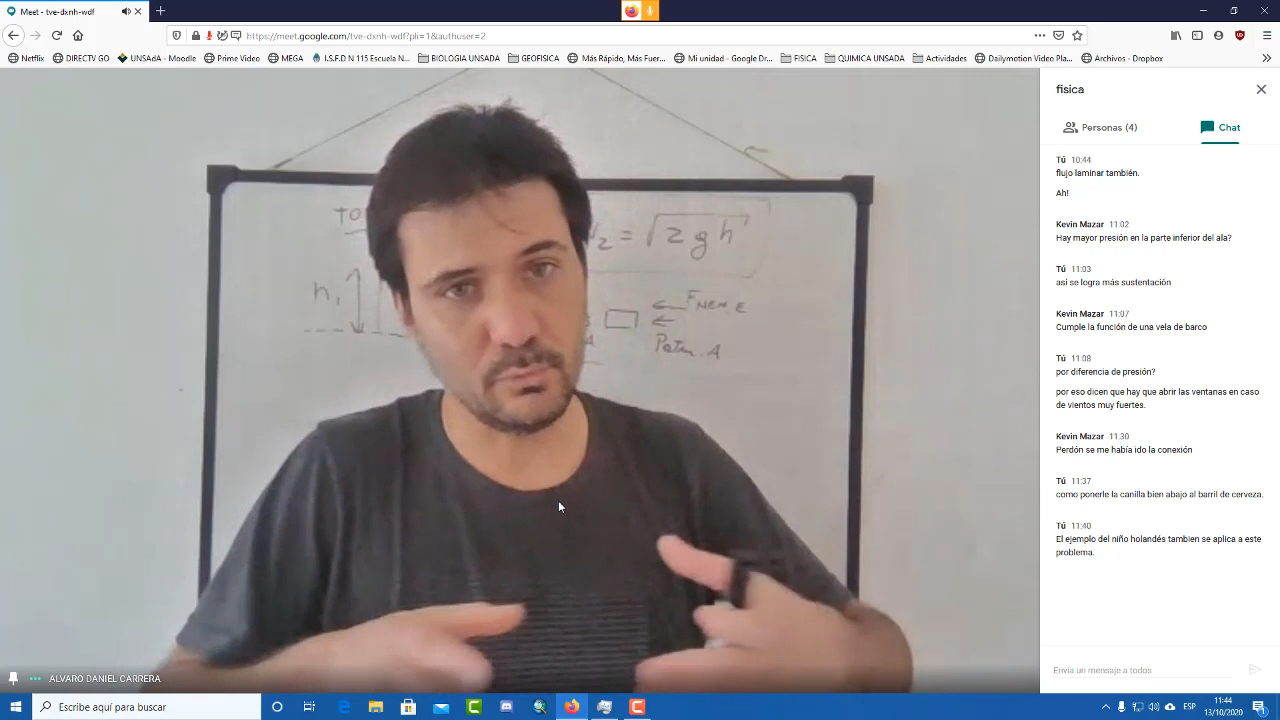 Meet - tve-dxnh-wdf
https://meet.google.com/tve-dxnh-wdf?pli=1&authuser=2
Netflix
DIRECTV GO
UNSAdA - Moodle
Prime Video
MEGA
I.S.F.D N 115 Escuela N...
BIOLOGIA UNSADA
GEOFISICA
Más Rápido, Más Fuer...
Mi unidad - Google Dr...
FISICA
QUIMICA UNSADA
Actividades
Dailymotion Video Pla...
Archivos - Dropbox
fisica
Personas (4)
Chat
Tú 10:44
flujo laminar también.
Ah!
Kevin Mazar 11:02
Hay mayor presión en la parte inferior del ala?
Tú 11:03
asi se logra más sustentación
Kevin Mazar 11:07
Cumple la función de una vela de barco
Tú 11:08
por diferencia de presión?
por eso dicen que hay que abrir las ventanas en caso
de vientos muy fuertes.
Kevin Mazar 11:30
Perdón se me había ido la conexión
Tú 11:37
como ponerle la canilla bien abajo al barril de cerveza.
Tú 11:40
El ejemplo del niño holandés tambien se aplica a este
problema.
Envía un mensaje a todos
2 = √2 g h
h₁
Patm . A
ALVARO DANIEL CARRERA
Escribe aquí para buscar
ESP
11:44
13/10/2020
1